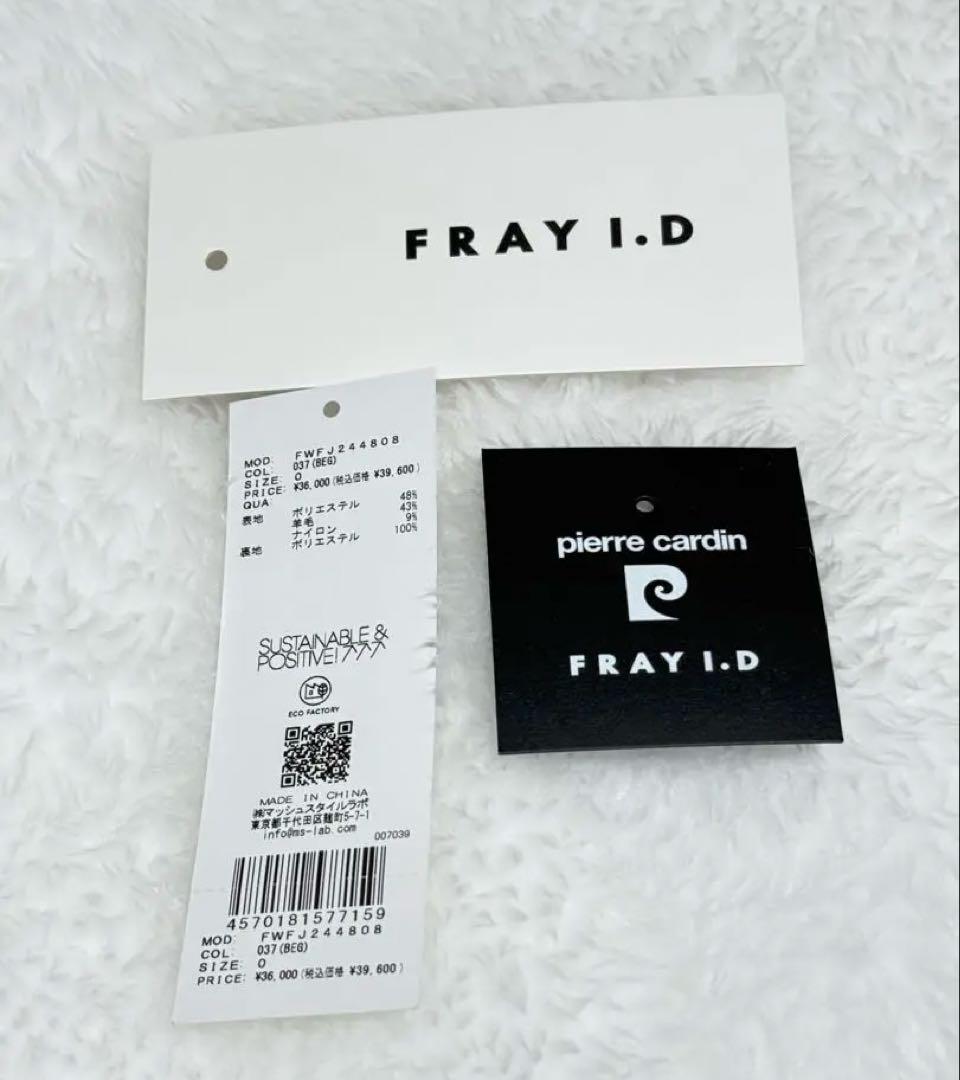 FRAY I.D
MOD: FWFJ244808
COL: 037(BEG)
SIZE: 0
PRICE: ¥36,000(税込価格 ¥39,600)
QUA:
表地 ポリエステル 48%
羊毛 43%
ナイロン 9%
裏地 ポリエステル 100%
SUSTAINABLE &
POSITIVE!
ECO FACTORY
MADE IN CHINA
㈱マッシュスタイルラボ
東京都千代田区麹町5-7-1
info@ms-lab.com
007039
4570181577159
MOD: FWFJ244808
COL: 037(BEG)
SIZE: 0
PRICE: ¥36,000(税込価格 ¥39,600)
pierre cardin
FRAY I.D